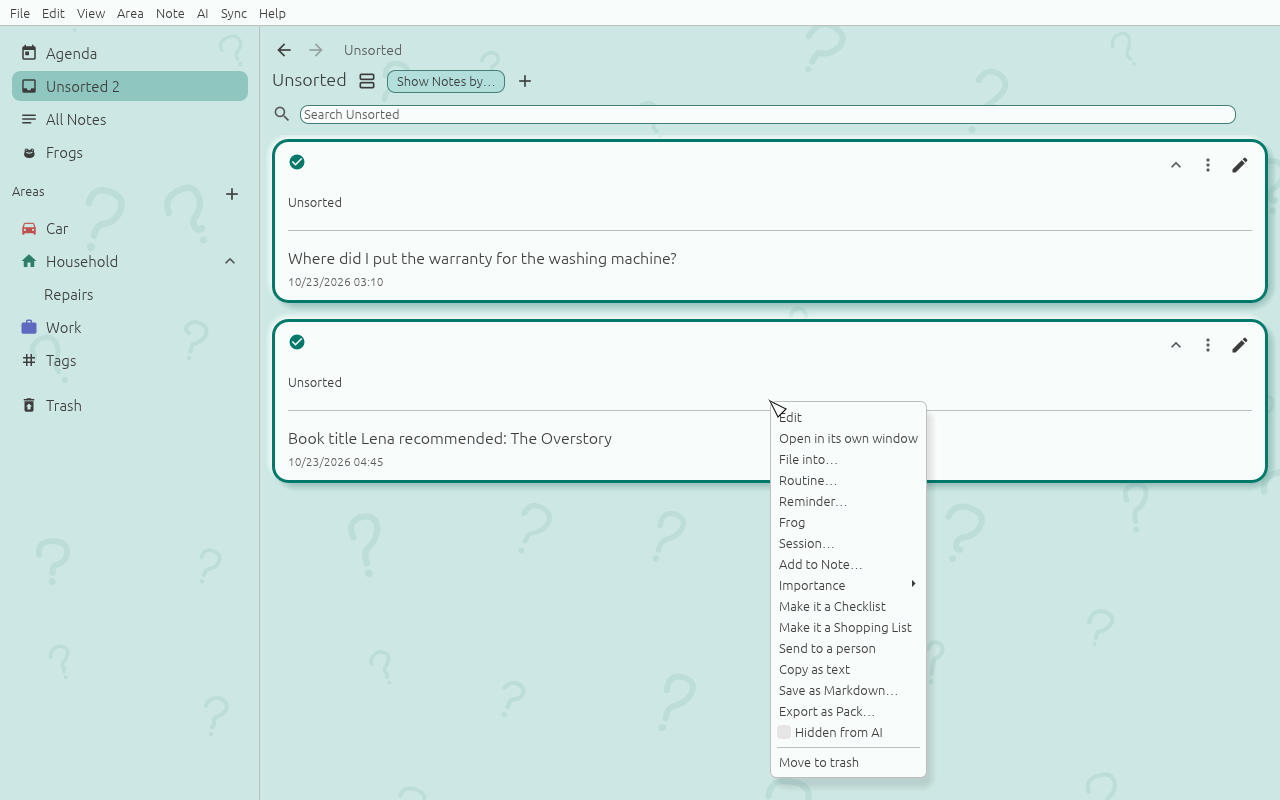 File Edit View Area Note AI Sync Help
Agenda
Unsorted 2
All Notes
Frogs
Areas
Car
Household
Repairs
Work
Tags
Trash
Unsorted
Unsorted Show Notes by...
Search Unsorted
Unsorted
Where did I put the warranty for the washing machine?
10/23/2026 03:10
Unsorted
Book title Lena recommended: The Overstory
10/23/2026 04:45
Edit
Open in its own window
File into...
Routine...
Reminder...
Frog
Session...
Add to Note...
Importance
Make it a Checklist
Make it a Shopping List
Send to a person
Copy as text
Save as Markdown...
Export as Pack...
Hidden from AI
Move to trash